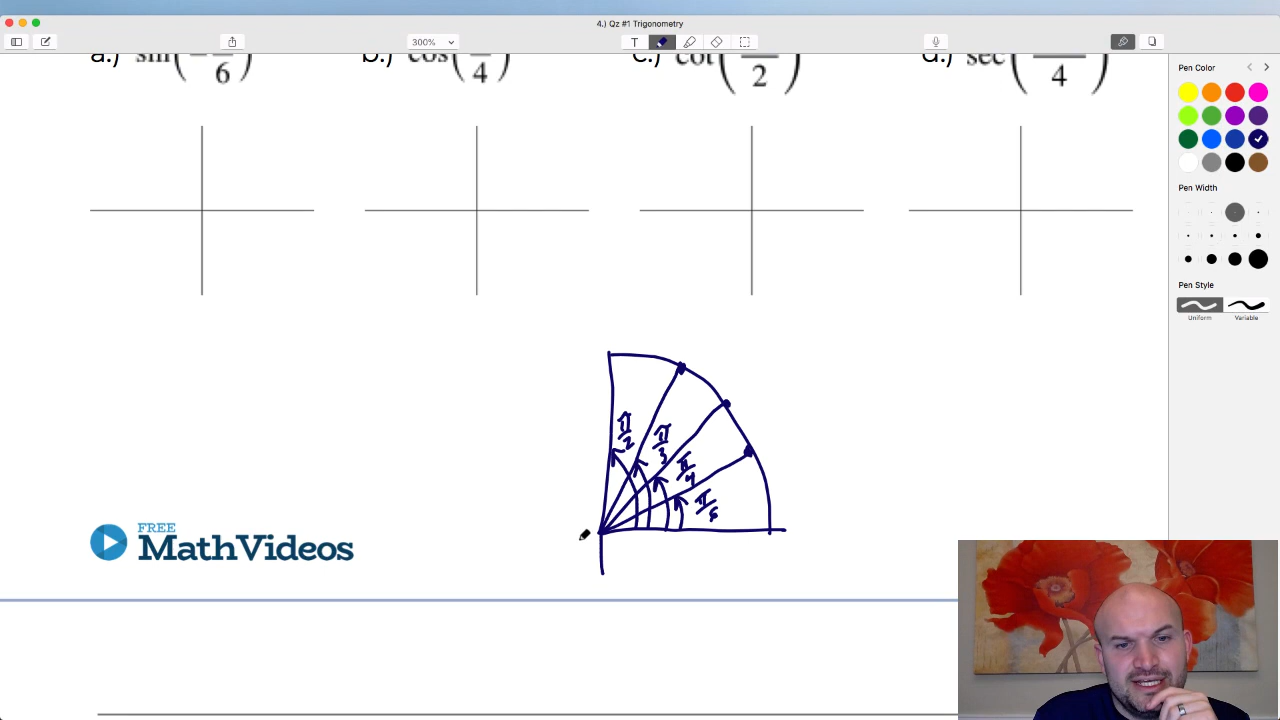 4.) Qz #1 Trigonometry
300%
T
Pen Color
Pen Width
Pen Style
Uniform
Variable
a.) sin(− /6)
b.) cos( /4)
c.) cot( /2)
d.) sec( /4)
π/2
π/3
π/4
π/6
FREE
MathVideos